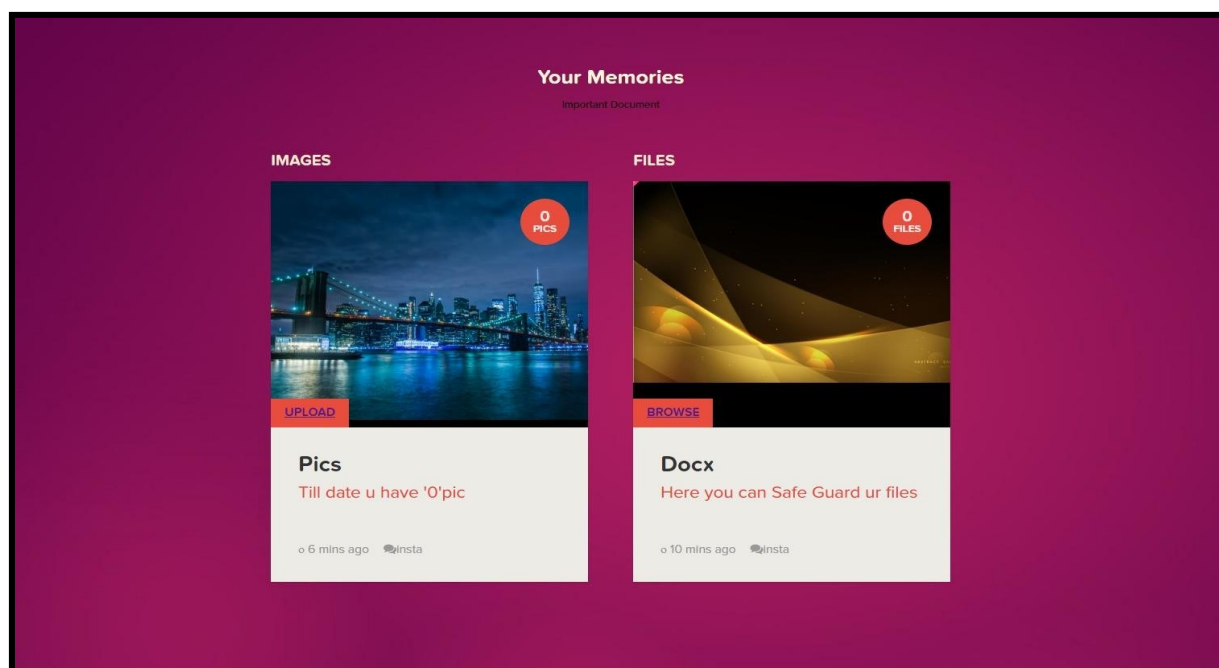 Your Memories
Important Document
IMAGES
0
PICS
UPLOAD
Pics
Till date u have '0'pic
o 6 mins ago insta
FILES
0
FILES
BROWSE
Docx
Here you can Safe Guard ur files
o 10 mins ago insta